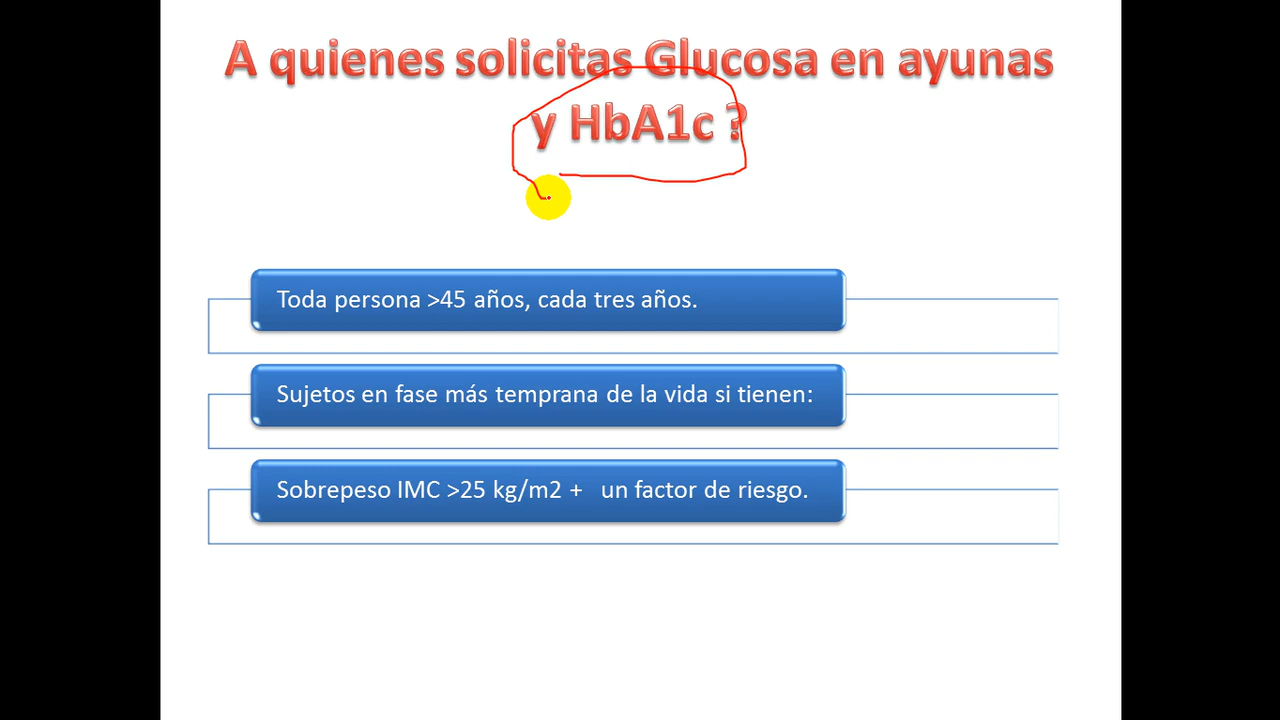 A quienes solicitas Glucosa en ayunas
y HbA1c ?
Toda persona >45 años, cada tres años.
Sujetos en fase más temprana de la vida si tienen:
Sobrepeso IMC >25 kg/m2 + un factor de riesgo.